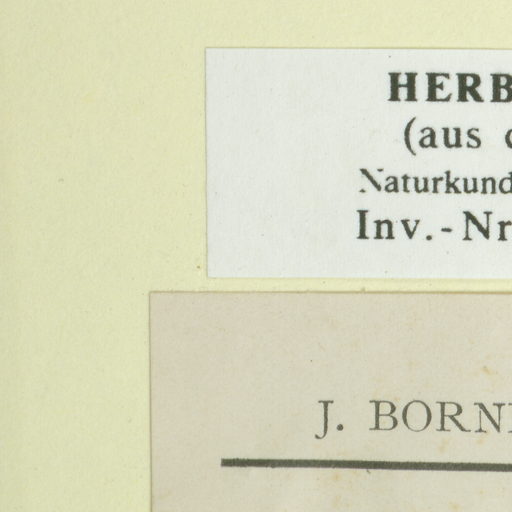 HERB
(aus
Naturkund
Inv.-Nr
J. BORN